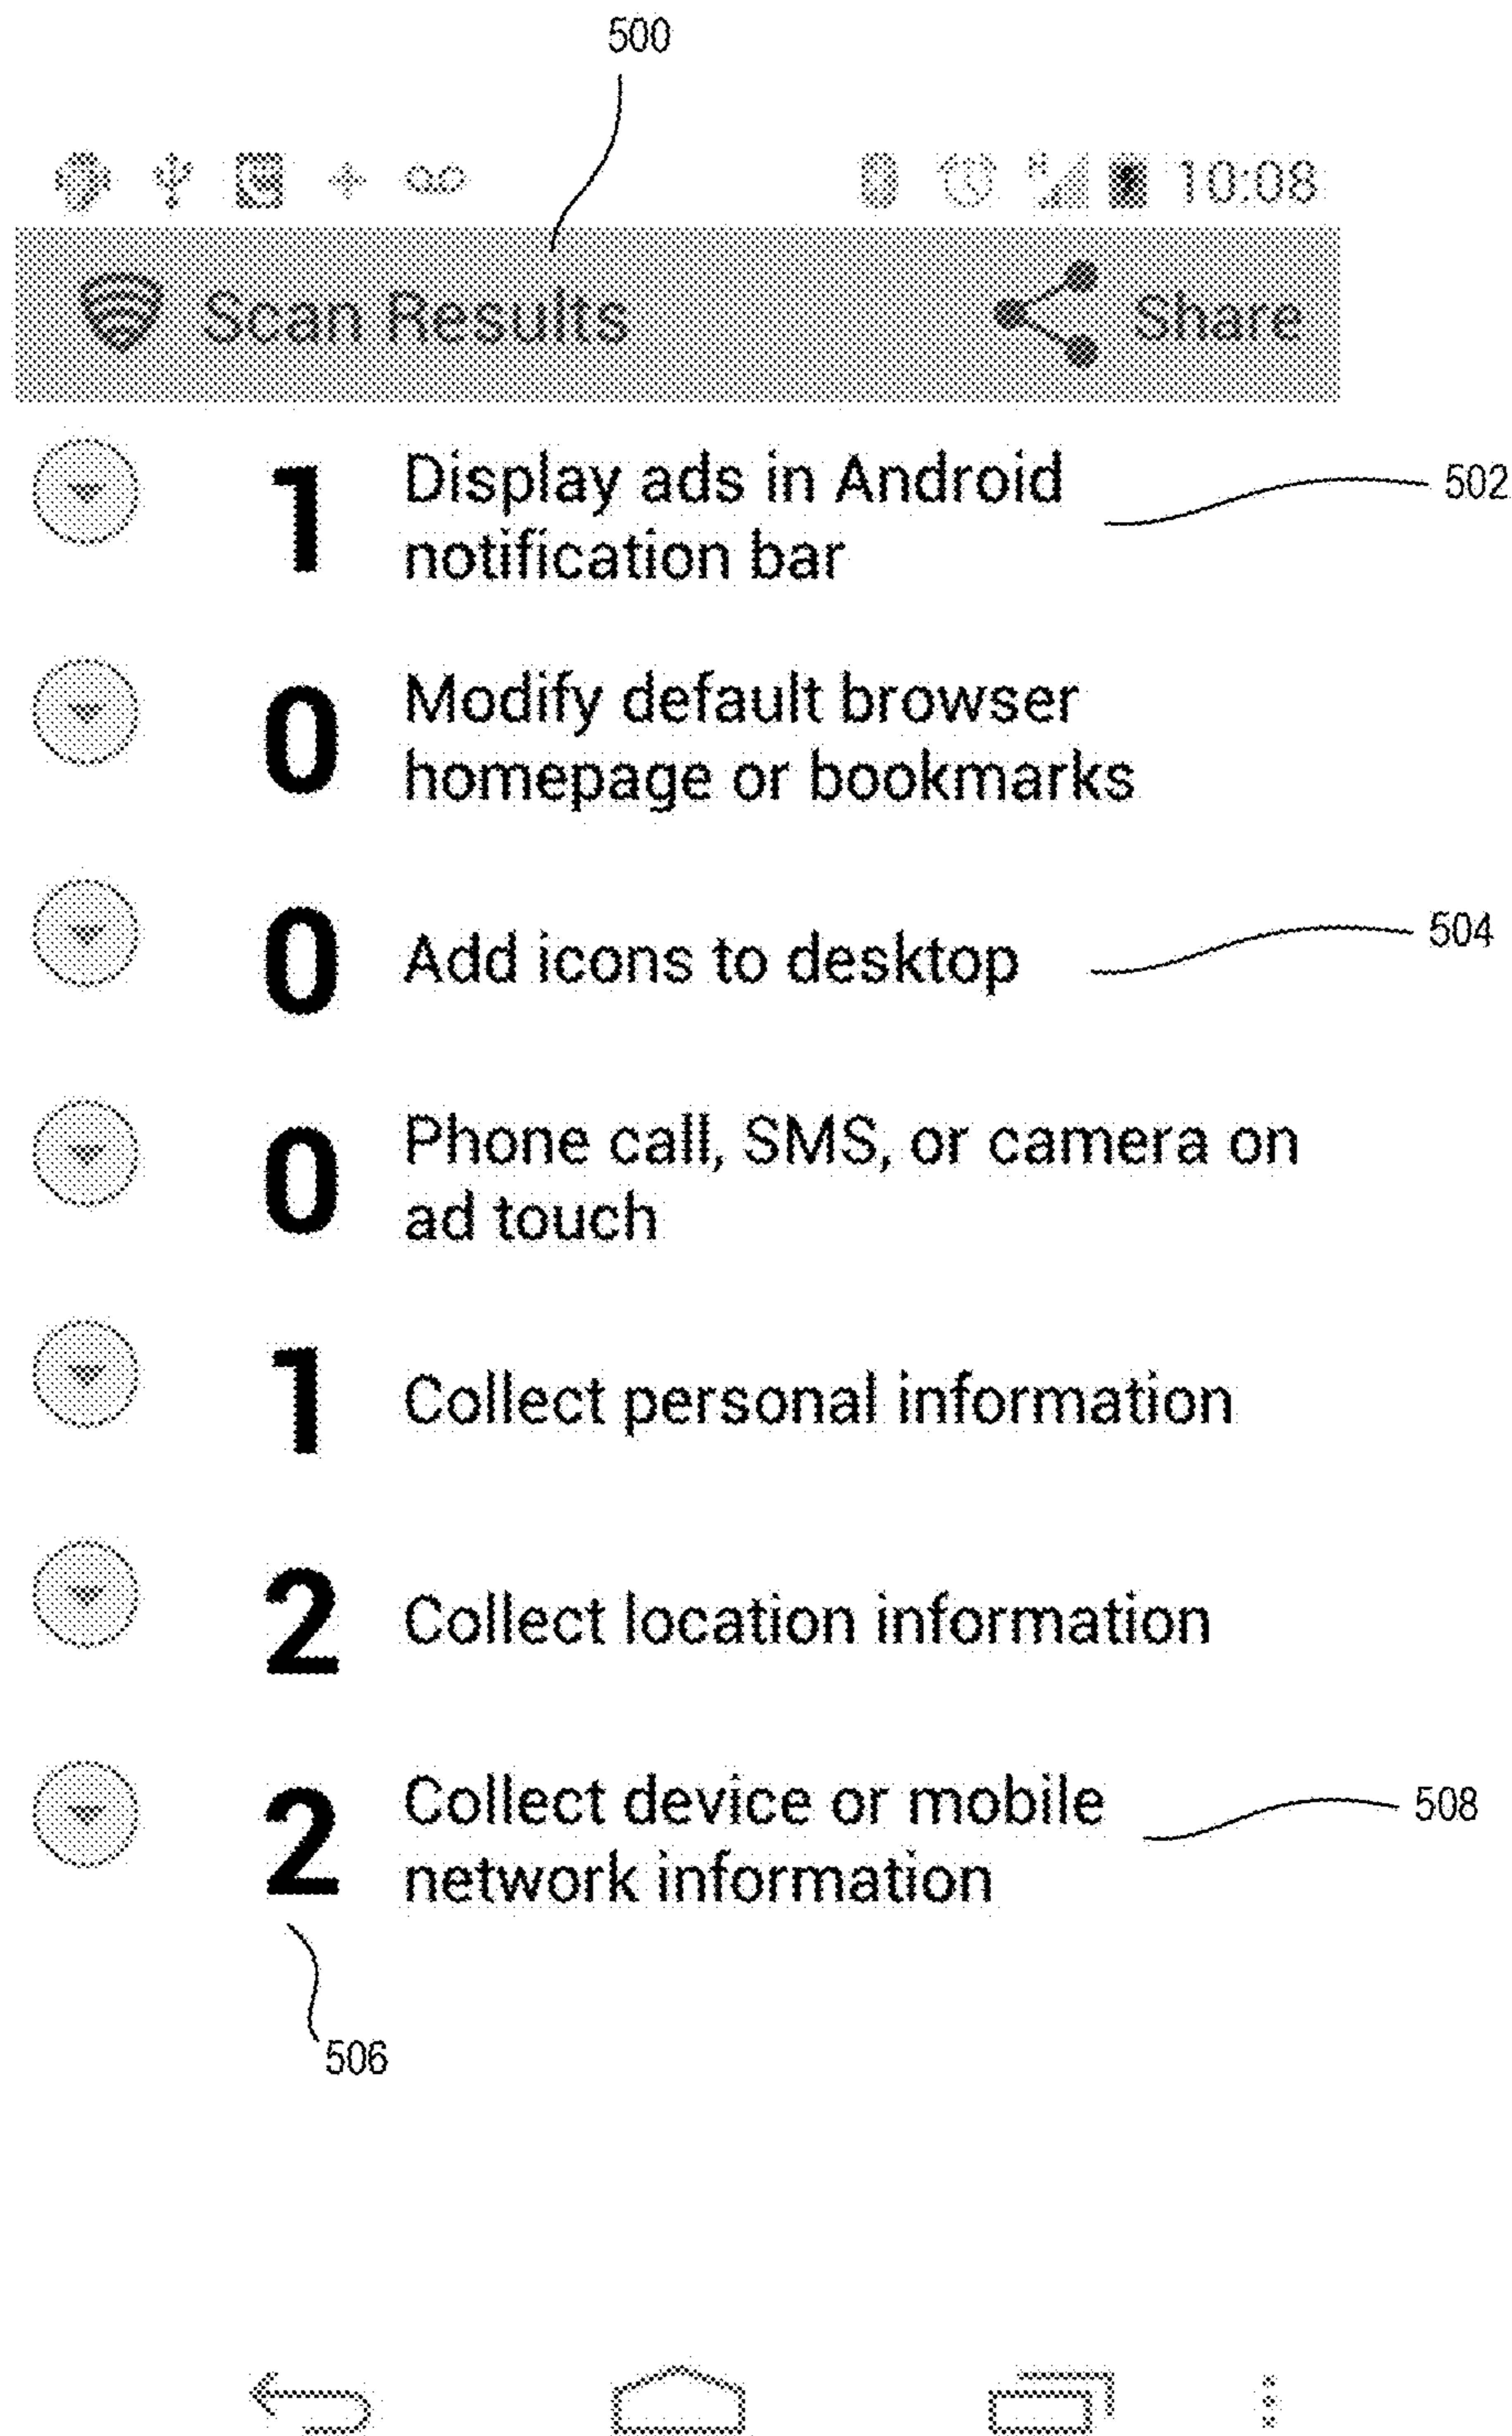 500
10:08
Scan Results Share
1 Display ads in Android
notification bar
502
0 Modify default browser
homepage or bookmarks
0 Add icons to desktop
504
0 Phone call, SMS, or camera on
ad touch
1 Collect personal information
2 Collect location information
2 Collect device or mobile
network information
508
506